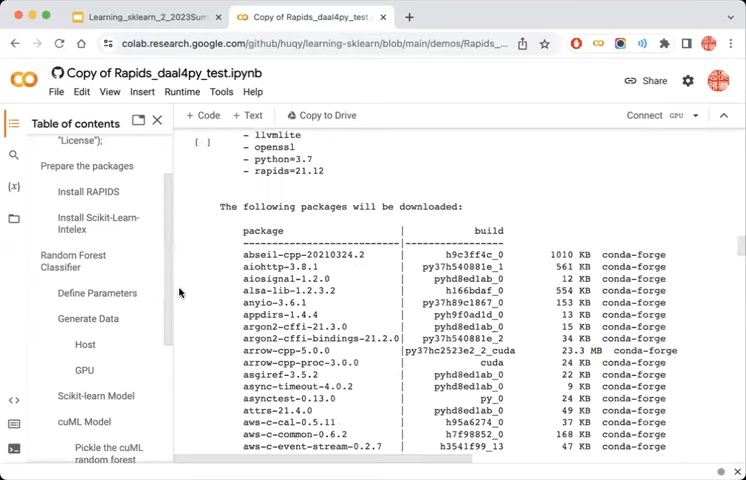 Learning_sklearn_2_2023Sum
Copy of Rapids_daal4py_test.i
colab.research.google.com/github/huqy/learning-sklearn/blob/main/demos/Rapids_...
Copy of Rapids_daal4py_test.ipynb
File Edit View Insert Runtime Tools Help
Share
Table of contents
+ Code + Text Copy to Drive
Connect GPU
"License");
Prepare the packages
Install RAPIDS
Install Scikit-Learn-
Intelex
Random Forest
Classifier
Define Parameters
Generate Data
Host
GPU
Scikit-learn Model
cuML Model
Pickle the cuML
random forest
[ ]
- llvmlite
- openssl
- python=3.7
- rapids=21.12
The following packages will be downloaded:
package | build
---------------------------|-----------------
abseil-cpp-20210324.2 | h9c3ff4c_0 1010 KB conda-forge
aiohttp-3.8.1 | py37h540881e_1 561 KB conda-forge
aiosignal-1.2.0 | pyhd8ed1ab_0 12 KB conda-forge
alsa-lib-1.2.3.2 | h166bdaf_0 554 KB conda-forge
anyio-3.6.1 | py37h89c1867_0 153 KB conda-forge
appdirs-1.4.4 | pyh9f0ad1d_0 13 KB conda-forge
argon2-cffi-21.3.0 | pyhd8ed1ab_0 15 KB conda-forge
argon2-cffi-bindings-21.2.0| py37h540881e_2 34 KB conda-forge
arrow-cpp-5.0.0 |py37hc2523e2_2_cuda 23.3 MB conda-forge
arrow-cpp-proc-3.0.0 | cuda 24 KB conda-forge
asgiref-3.5.2 | pyhd8ed1ab_0 22 KB conda-forge
async-timeout-4.0.2 | pyhd8ed1ab_0 9 KB conda-forge
asynctest-0.13.0 | py_0 24 KB conda-forge
attrs-21.4.0 | pyhd8ed1ab_0 49 KB conda-forge
aws-c-cal-0.5.11 | h95a6274_0 37 KB conda-forge
aws-c-common-0.6.2 | h7f98852_0 168 KB conda-forge
aws-c-event-stream-0.2.7 | h3541f99_13 47 KB conda-forge